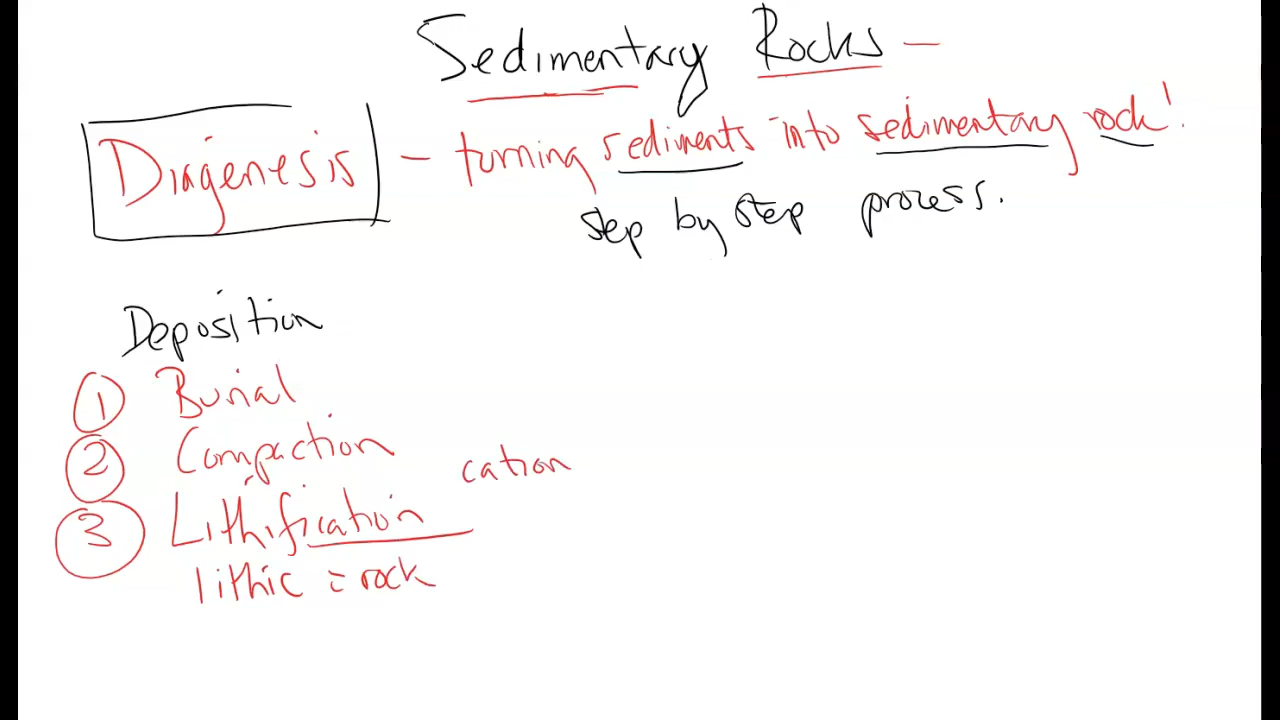 Sedimentary Rocks –
Diagenesis – turning sediments into sedimentary rock!
step by step process.
Deposition
1 Burial
2 Compaction
cation
3 Lithification
lithic = rock